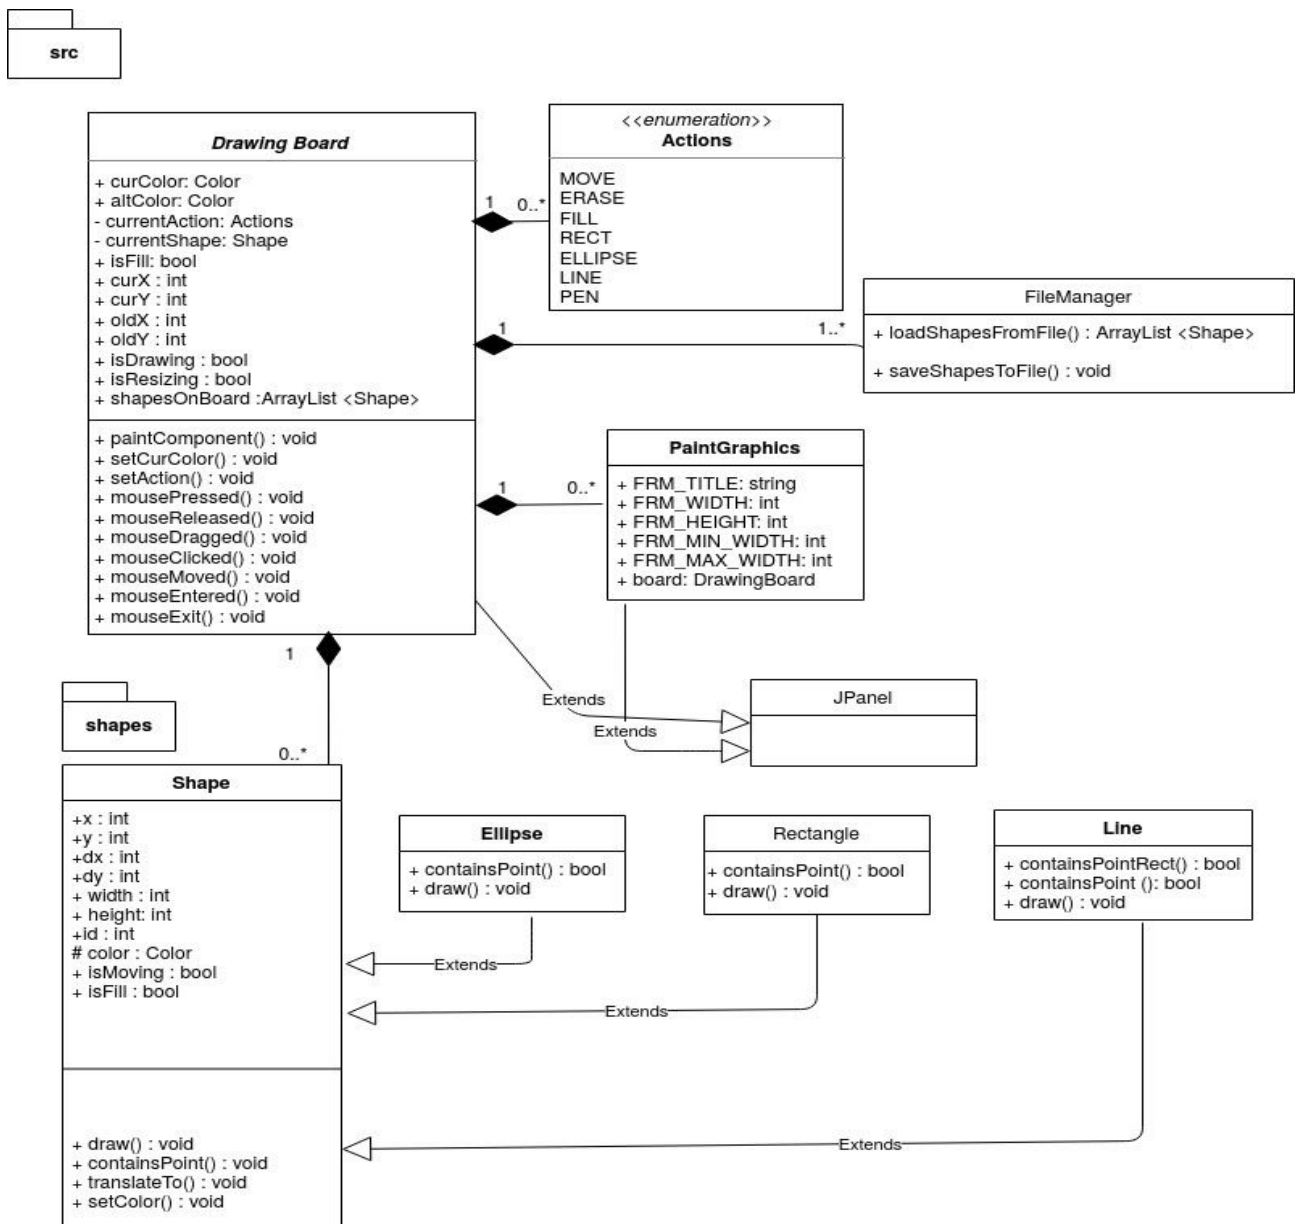 src
Drawing Board
+ curColor: Color
+ altColor: Color
- currentAction: Actions
- currentShape: Shape
+ isFill: bool
+ curX : int
+ curY : int
+ oldX : int
+ oldY : int
+ isDrawing : bool
+ isResizing : bool
+ shapesOnBoard :ArrayList <Shape>
+ paintComponent() : void
+ setCurColor() : void
+ setAction() : void
+ mousePressed() : void
+ mouseReleased() : void
+ mouseDragged() : void
+ mouseClicked() : void
+ mouseMoved() : void
+ mouseEntered() : void
+ mouseExit() : void
1
0..*
<<enumeration>>
Actions
MOVE
ERASE
FILL
RECT
ELLIPSE
LINE
PEN
1
1..*
FileManager
+ loadShapesFromFile() : ArrayList <Shape>
+ saveShapesToFile() : void
1
0..*
PaintGraphics
+ FRM_TITLE: string
+ FRM_WIDTH: int
+ FRM_HEIGHT: int
+ FRM_MIN_WIDTH: int
+ FRM_MAX_WIDTH: int
+ board: DrawingBoard
Extends
Extends
JPanel
1
0..*
shapes
Shape
+x : int
+y : int
+dx : int
+dy : int
+ width : int
+ height: int
+id : int
# color : Color
+ isMoving : bool
+ isFill : bool
+ draw() : void
+ containsPoint() : void
+ translateTo() : void
+ setColor() : void
Ellipse
+ containsPoint() : bool
+ draw() : void
Extends
Rectangle
+ containsPoint() : bool
+ draw() : void
Extends
Line
+ containsPointRect() : bool
+ containsPoint (): bool
+ draw() : void
Extends